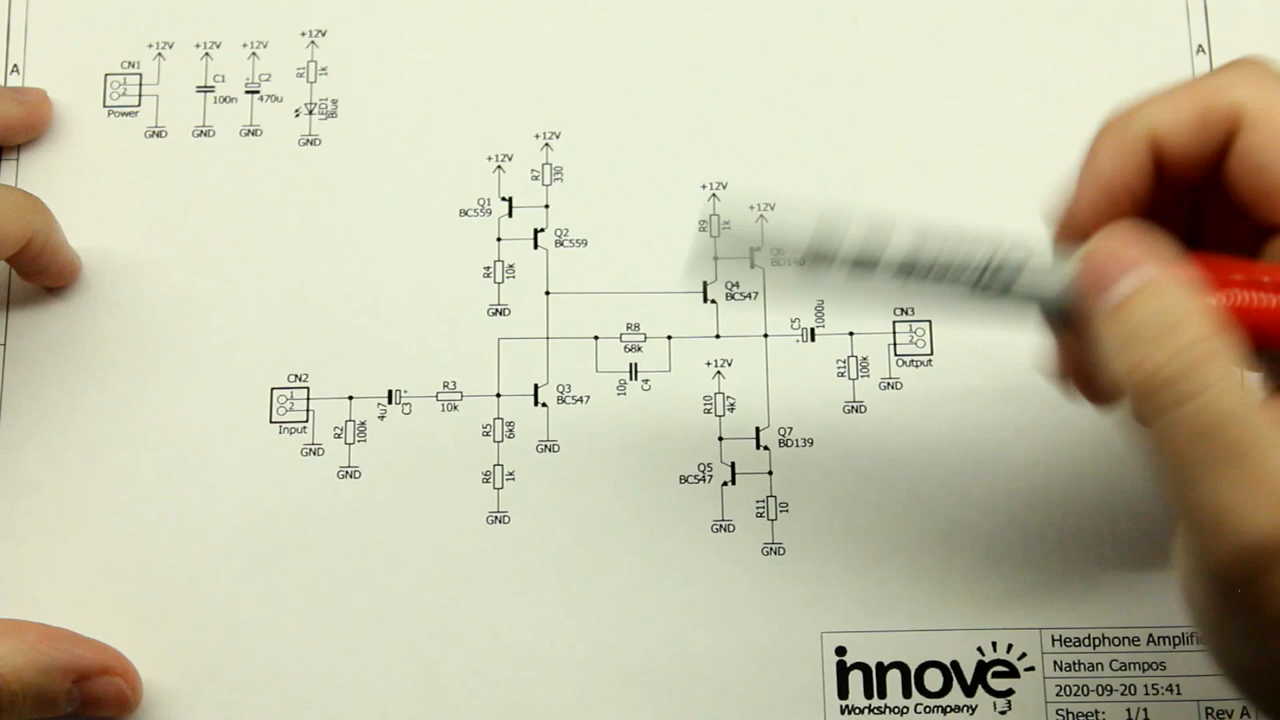 A
A
+12V
+12V
+12V
+12V
CN1
1
2
Power
GND
C1
100n
GND
C2
470u
GND
R1
1k
LED1
Blue
GND
+12V
+12V
R7
330
Q1
BC559
Q2
BC559
R4
10k
GND
+12V
+12V
R9
1k
Q6
BD140
Q4
BC547
R8
68k
10p
C4
C5
1000u
CN3
1
2
Output
R12
100k
GND
GND
CN2
1
2
Input
GND
R2
100k
GND
4u7
C3
R3
10k
Q3
BC547
GND
R5
6k8
R6
1k
GND
+12V
R10
4k7
Q7
BD139
Q5
BC547
GND
R11
10
GND
innove
Workshop Company
Headphone Amplifi
Nathan Campos
2020-09-20 15:41
Sheet: 1/1
Rev A